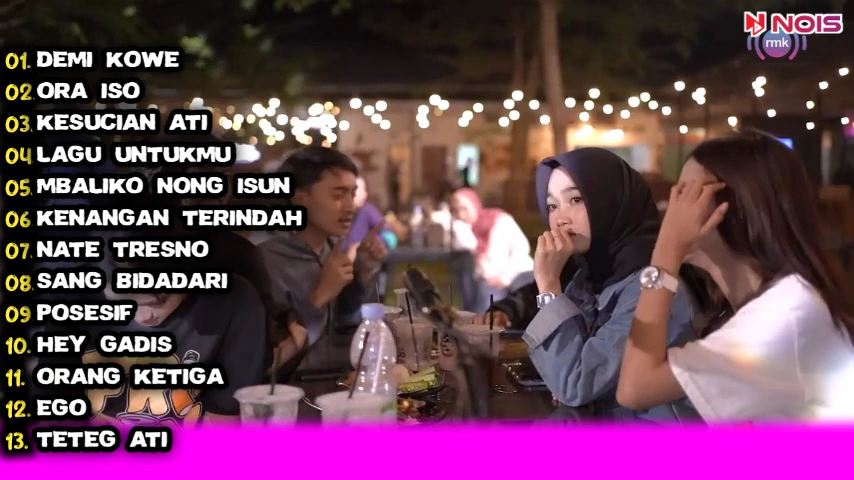 NOIS
rmk
01. DEMI KOWE
02. ORA ISO
03. KESUCIAN ATI
04. LAGU UNTUKMU
05. MBALIKO NONG ISUN
06. KENANGAN TERINDAH
07. NATE TRESNO
08. SANG BIDADARI
09. POSESIF
10. HEY GADIS
11. ORANG KETIGA
12. EGO
13. TETEG ATI